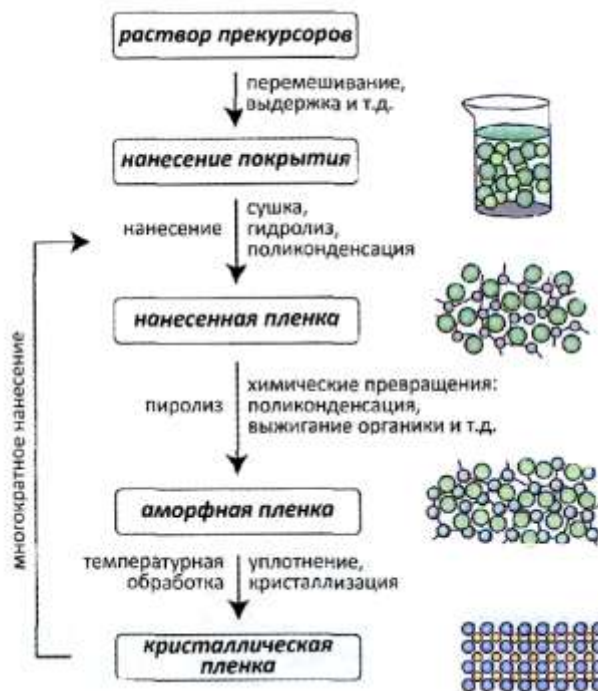 раствор прекурсоров
перемешивание,
выдержка и т.д.
нанесение покрытия
нанесение
сушка,
гидролиз,
поликонденсация
нанесенная пленка
пиролиз
химические превращения:
поликонденсация,
выжигание органики и т.д.
аморфная пленка
температурная
обработка
уплотнение,
кристаллизация
кристаллическая
пленка
многократное нанесение